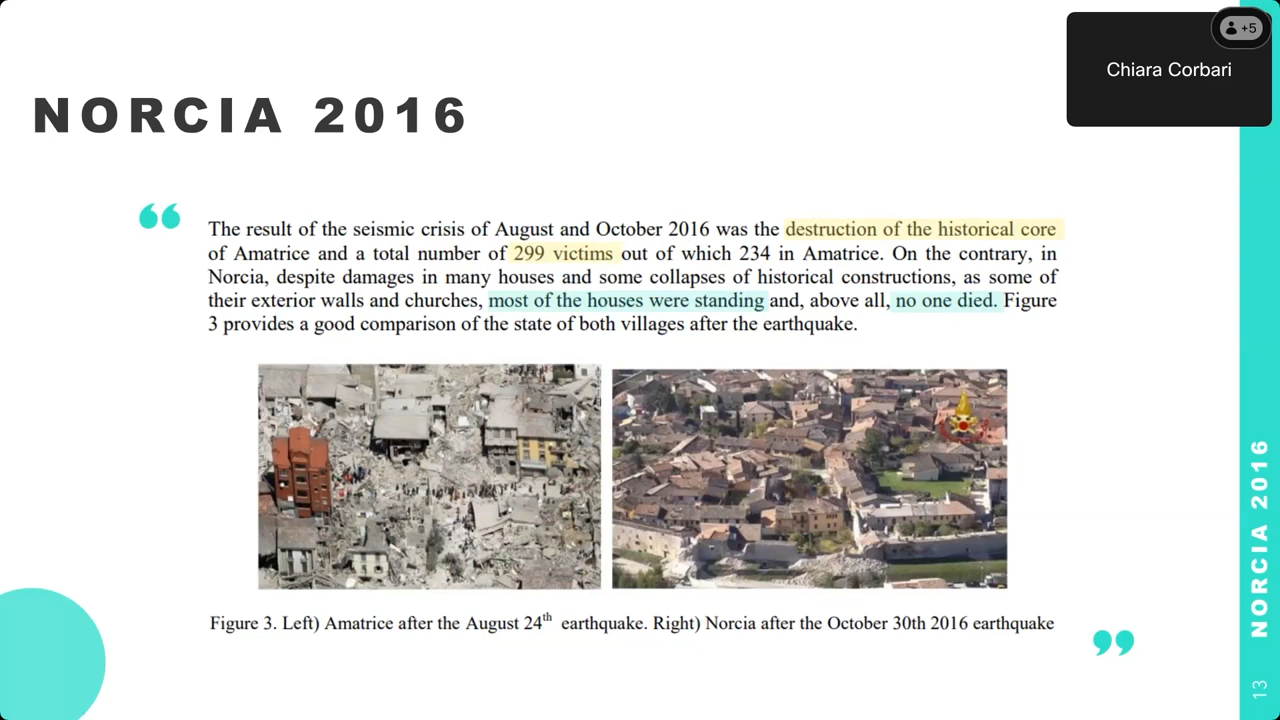 +5
Chiara Corbari
NORCIA 2016
“
The result of the seismic crisis of August and October 2016 was the destruction of the historical core
of Amatrice and a total number of 299 victims out of which 234 in Amatrice. On the contrary, in
Norcia, despite damages in many houses and some collapses of historical constructions, as some of
their exterior walls and churches, most of the houses were standing and, above all, no one died. Figure
3 provides a good comparison of the state of both villages after the earthquake.
Figure 3. Left) Amatrice after the August 24th earthquake. Right) Norcia after the October 30th 2016 earthquake
”
NORCIA 2016
13